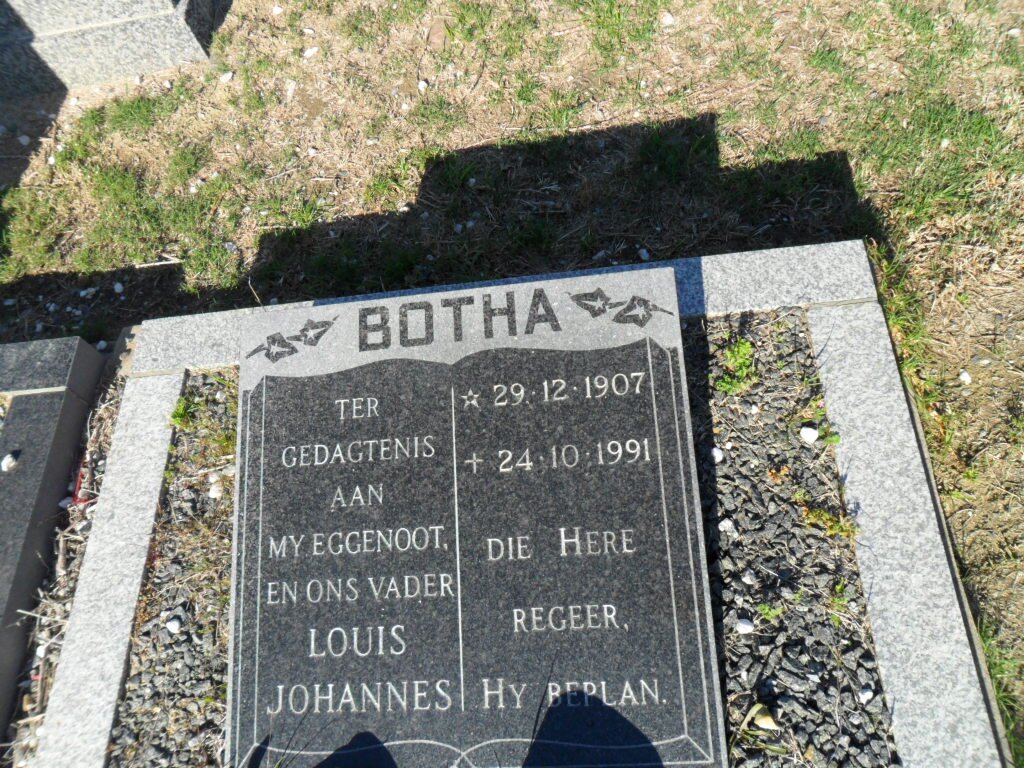 BOTHA
TER
GEDAGTENIS
AAN
MY EGGENOOT,
EN ONS VADER
LOUIS
JOHANNES
☆ 29·12·1907
+ 24·10·1991
DIE HERE
REGEER,
HY BEPLAN.